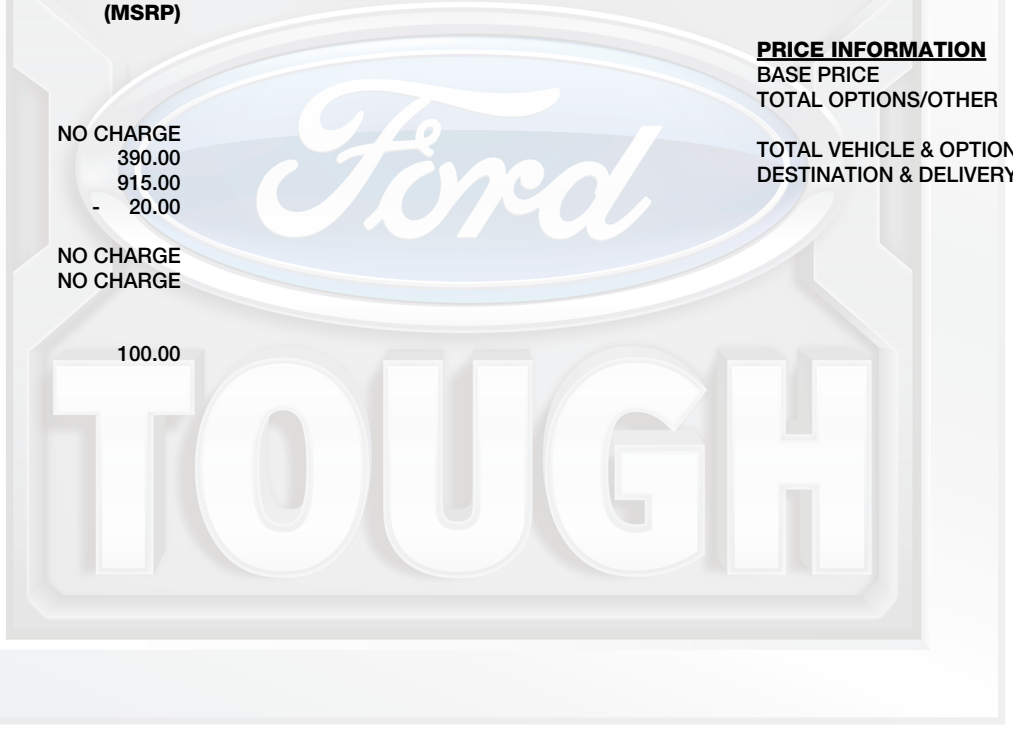 (MSRP)
NO CHARGE
390.00
915.00
- 20.00
NO CHARGE
NO CHARGE
100.00
PRICE INFORMATION
BASE PRICE
TOTAL OPTIONS/OTHER
TOTAL VEHICLE & OPTION
DESTINATION & DELIVERY
Ford
TOUGH